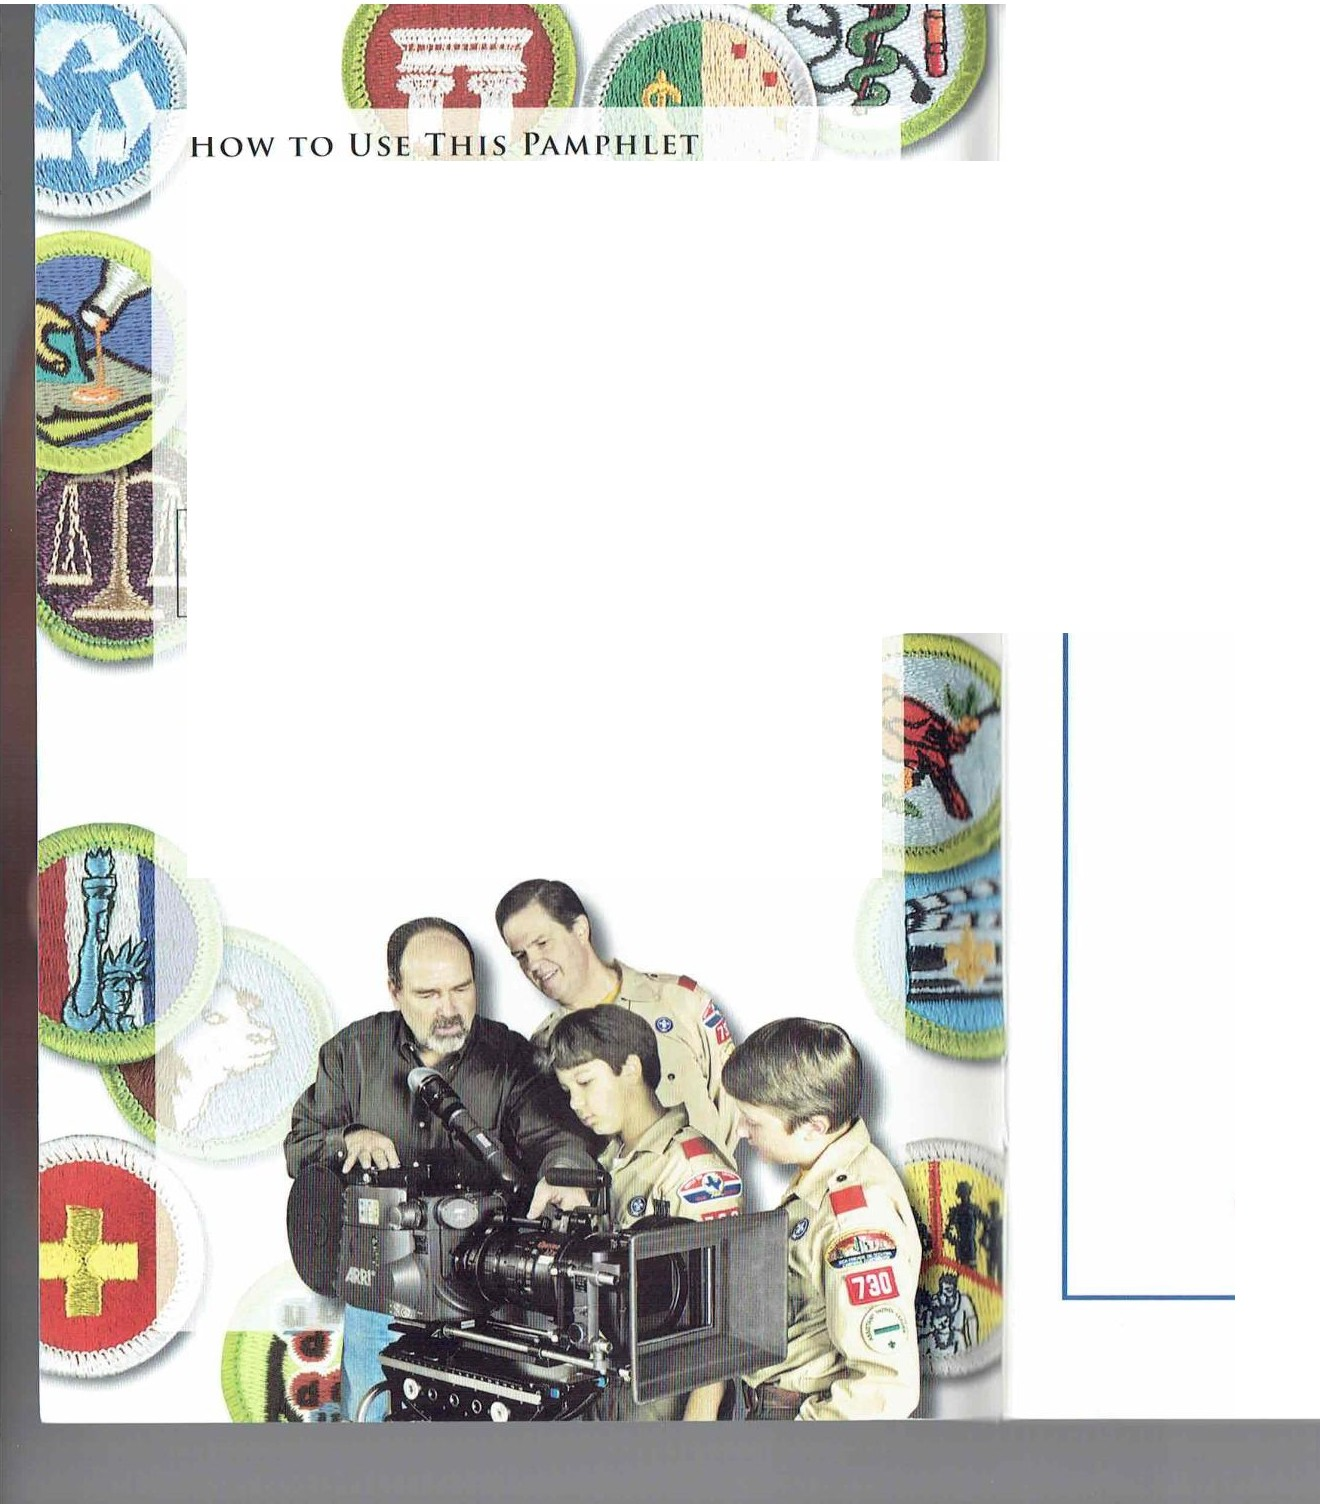 HOW TO USE THIS PAMPHLET
ARRI
730